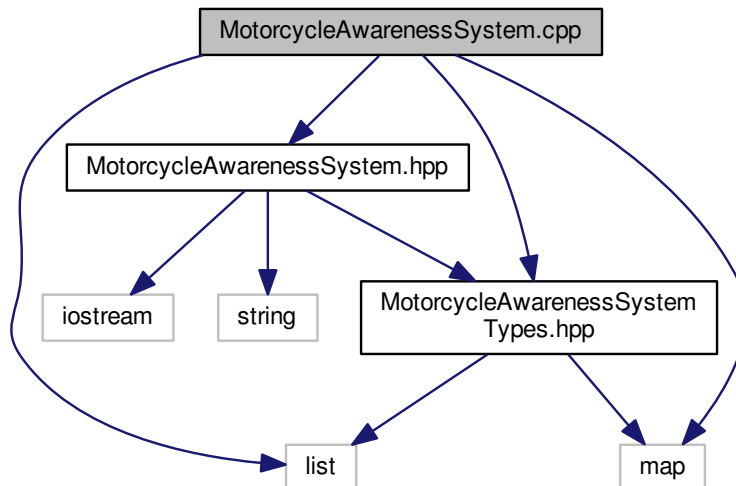 MotorcycleAwarenessSystem.cpp
MotorcycleAwarenessSystem.hpp
iostream
string
MotorcycleAwarenessSystem
Types.hpp
list
map